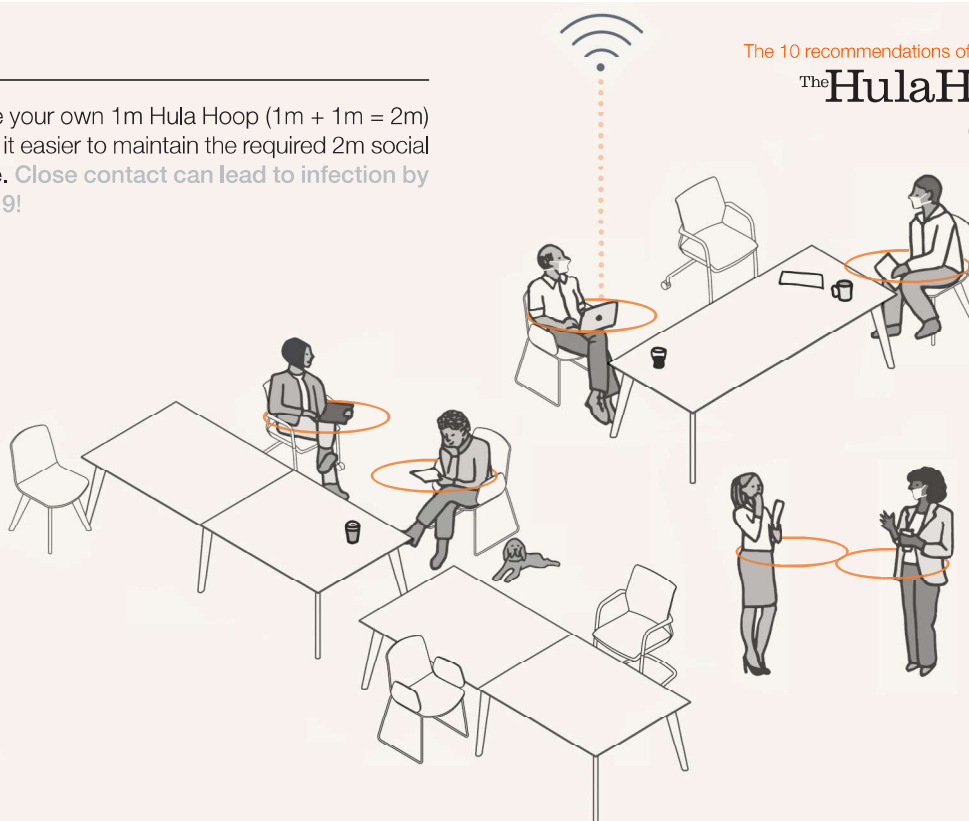 e your own 1m Hula Hoop (1m + 1m = 2m)
it easier to maintain the required 2m social
e. Close contact can lead to infection by
9!
The 10 recommendations of
The HulaH